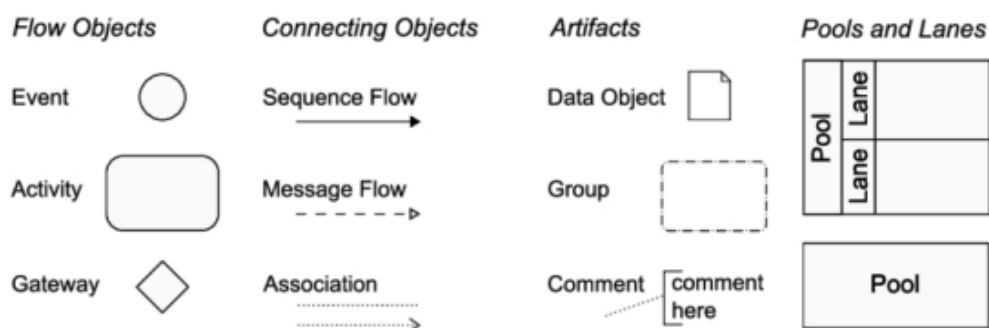 Flow Objects
Connecting Objects
Artifacts
Pools and Lanes
Event
Sequence Flow
Data Object
Pool
Lane
Lane
Activity
Message Flow
Group
Gateway
Association
Comment
comment
here
Pool